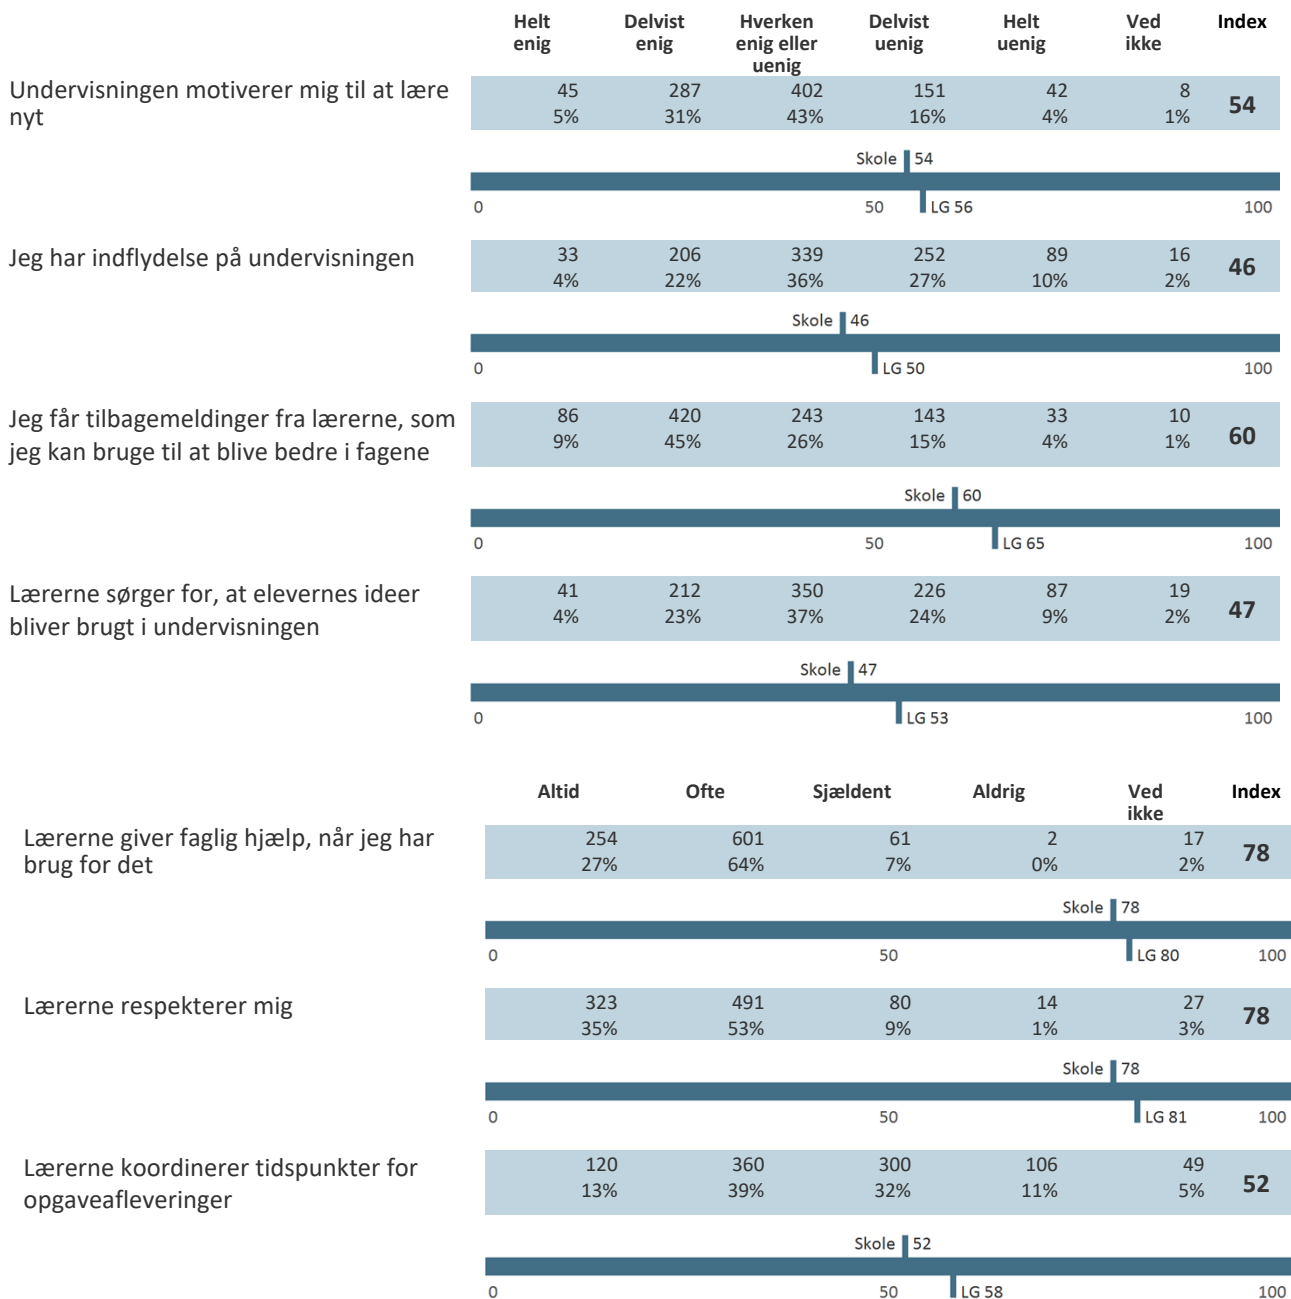 Helt Delvist Hverken Delvist Helt Ved Index
enig enig enig eller uenig uenig ikke
uenig
Undervisningen motiverer mig til at lære 45 287 402 151 42 8 54
nyt 5% 31% 43% 16% 4% 1%
Skole 54
0 50 LG 56 100
Jeg har indflydelse på undervisningen 33 206 339 252 89 16 46
4% 22% 36% 27% 10% 2%
Skole 46
0 LG 50 100
Jeg får tilbagemeldinger fra lærerne, som 86 420 243 143 33 10 60
jeg kan bruge til at blive bedre i fagene 9% 45% 26% 15% 4% 1%
Skole 60
0 50 LG 65 100
Lærerne sørger for, at elevernes ideer 41 212 350 226 87 19 47
bliver brugt i undervisningen 4% 23% 37% 24% 9% 2%
Skole 47
0 LG 53 100
Altid Ofte Sjældent Aldrig Ved Index
ikke
Lærerne giver faglig hjælp, når jeg har 254 601 61 2 17 78
brug for det 27% 64% 7% 0% 2%
Skole 78
0 50 LG 80 100
Lærerne respekterer mig 323 491 80 14 27 78
35% 53% 9% 1% 3%
Skole 78
0 50 LG 81 100
Lærerne koordinerer tidspunkter for 120 360 300 106 49 52
opgaveafleveringer 13% 39% 32% 11% 5%
Skole 52
0 50 LG 58 100